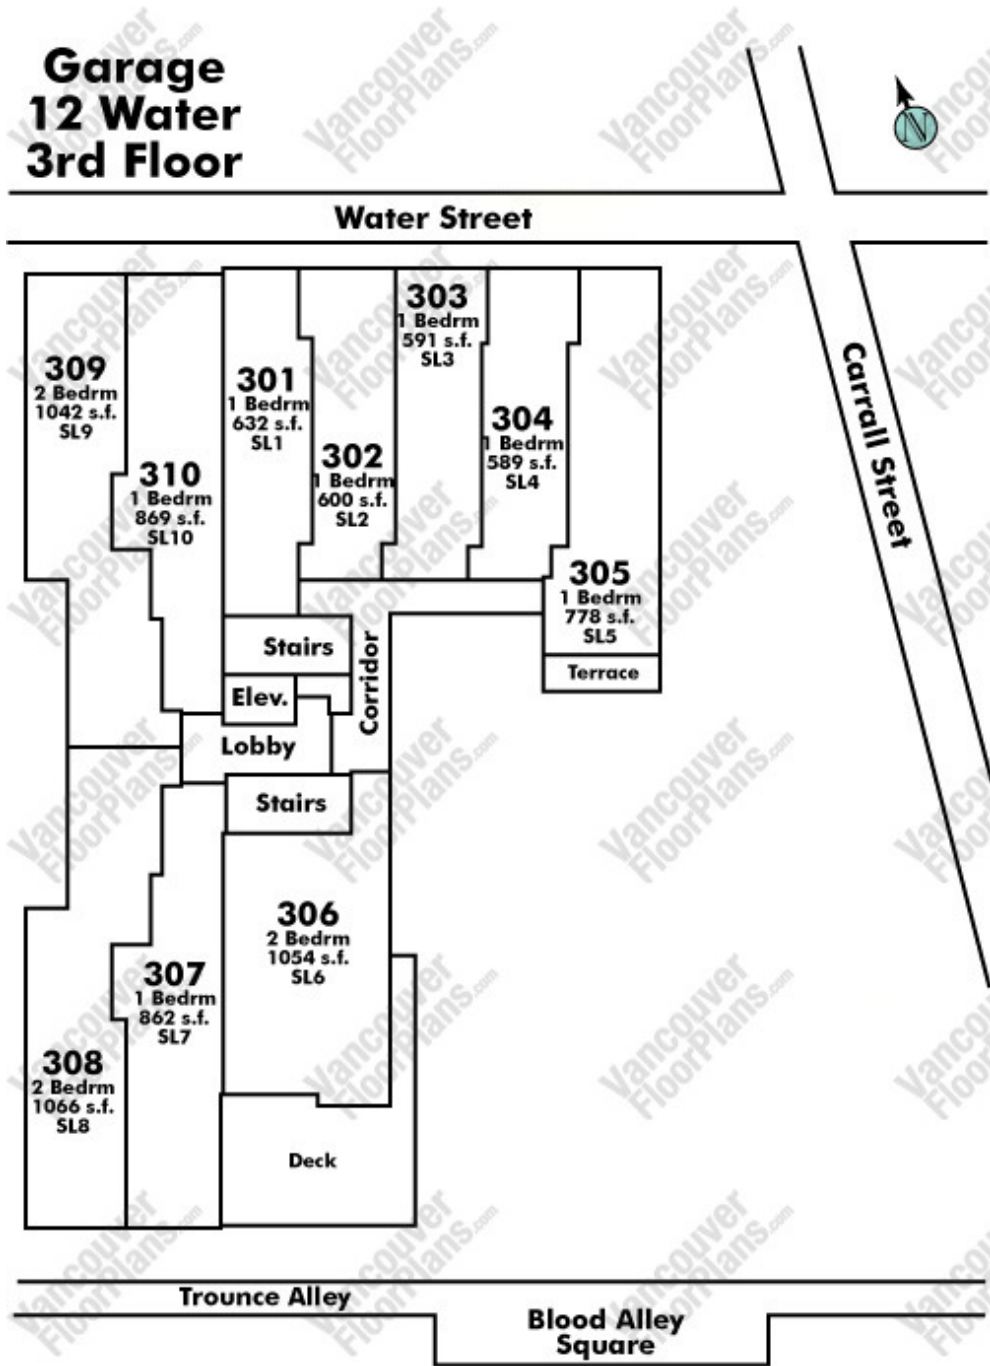 Garage
12 Water
3rd Floor
N
Water Street
Carrall Street
309
2 Bedrm
1042 s.f.
SL9
310
1 Bedrm
869 s.f.
SL10
301
1 Bedrm
632 s.f.
SL1
302
1 Bedrm
600 s.f.
SL2
303
1 Bedrm
591 s.f.
SL3
304
1 Bedrm
589 s.f.
SL4
305
1 Bedrm
778 s.f.
SL5
Terrace
Stairs
Elev.
Corridor
Lobby
Stairs
306
2 Bedrm
1054 s.f.
SL6
307
1 Bedrm
862 s.f.
SL7
308
2 Bedrm
1066 s.f.
SL8
Deck
Trounce Alley
Blood Alley
Square
Vancouver
FloorPlans.com